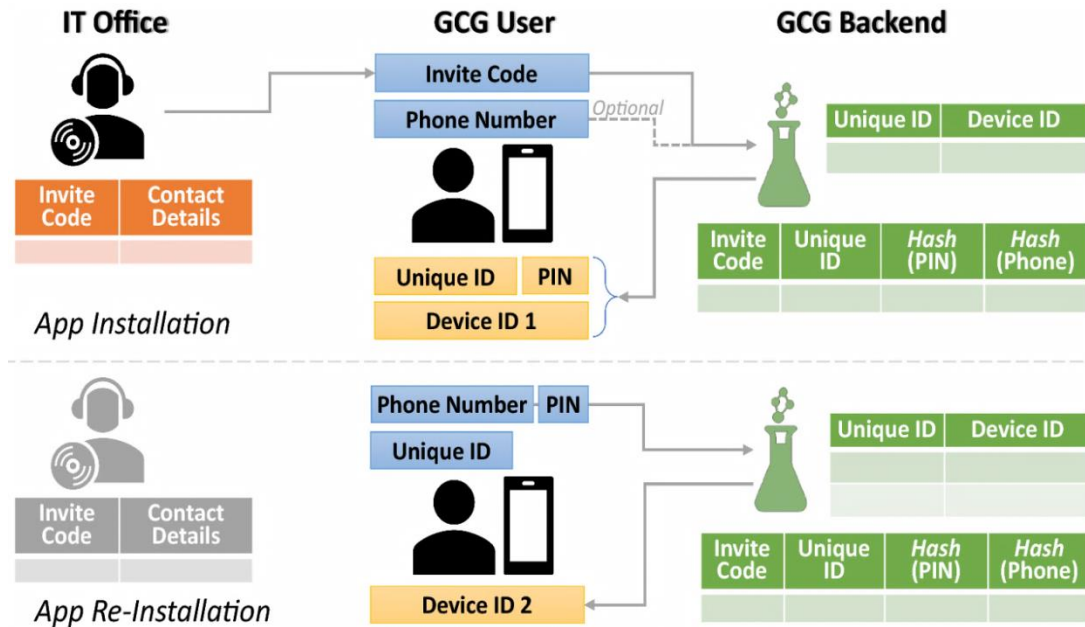 IT Office
GCG User
GCG Backend
Invite Code
Phone Number
Optional
Unique ID Device ID
Invite
Code
Contact
Details
Invite
Code
Unique
ID
Hash
(PIN)
Hash
(Phone)
Unique ID PIN
Device ID 1
App Installation
Phone Number PIN
Unique ID
Unique ID Device ID
Invite
Code
Contact
Details
Invite
Code
Unique
ID
Hash
(PIN)
Hash
(Phone)
Device ID 2
App Re-Installation